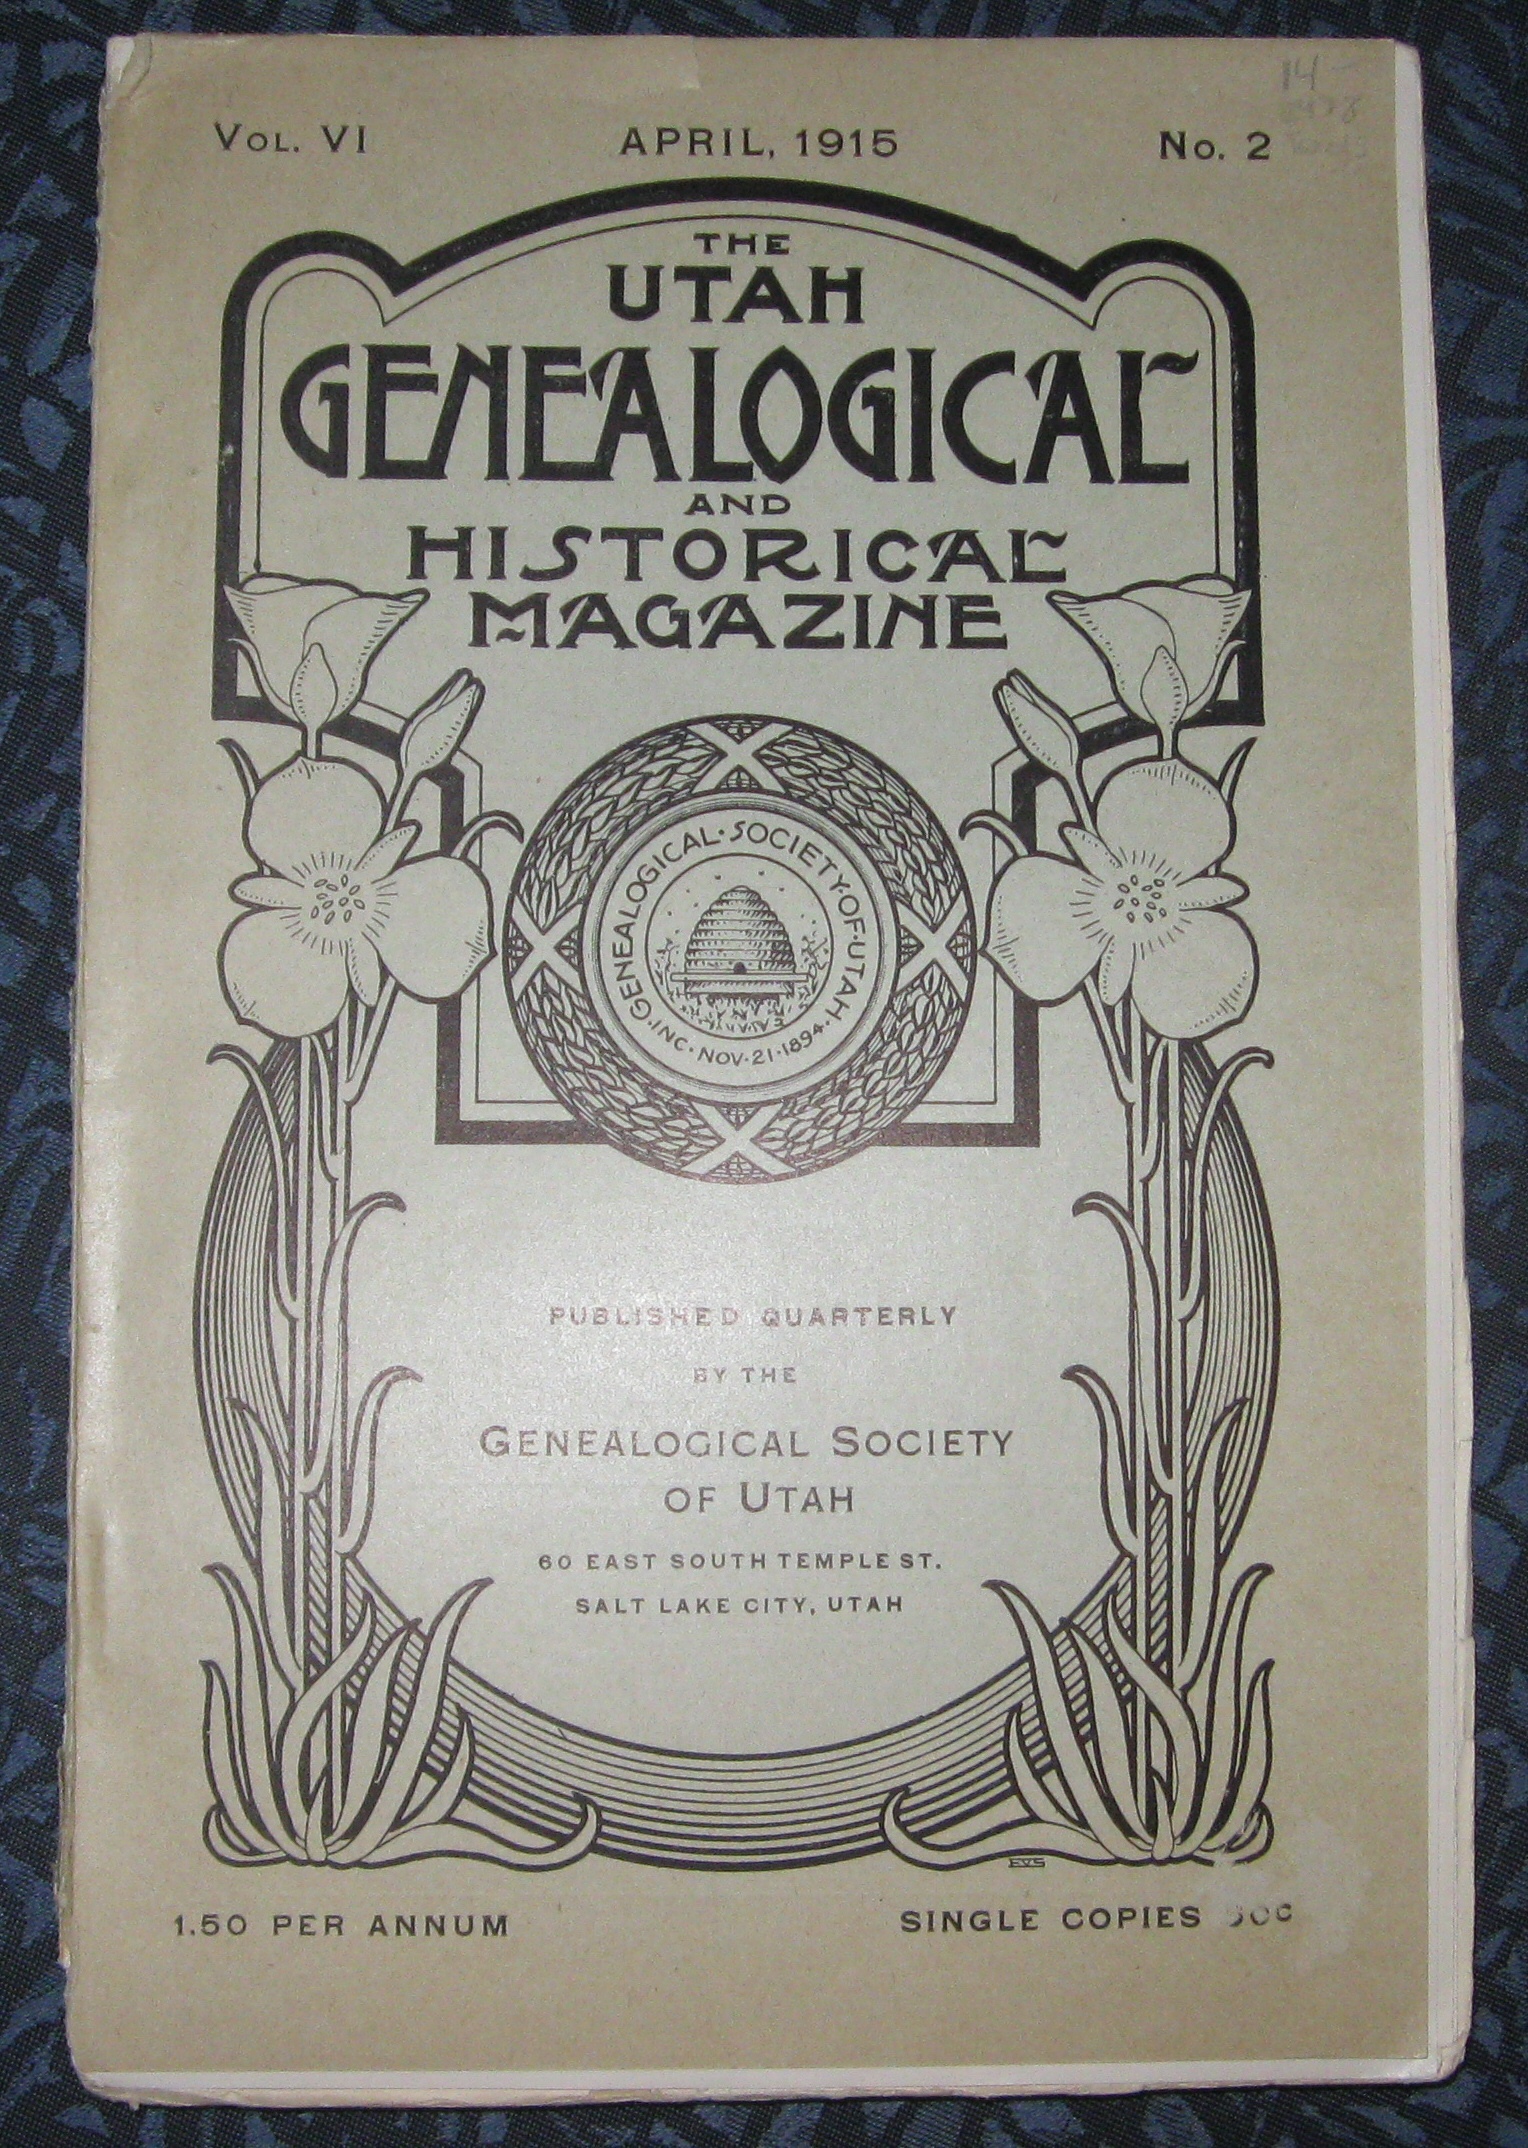 14-
VOL. VI APRIL, 1915 NO. 2
THE
UTAH
GENEALOGICAL
AND
HISTORICAL
MAGAZINE
GENEALOGICAL · SOCIETY · OF · UTAH ·
INC · NOV · 21 · 1894 ·
PUBLISHED QUARTERLY
BY THE
GENEALOGICAL SOCIETY
OF UTAH
60 EAST SOUTH TEMPLE ST.
SALT LAKE CITY, UTAH
EVS
1.50 PER ANNUM SINGLE COPIES